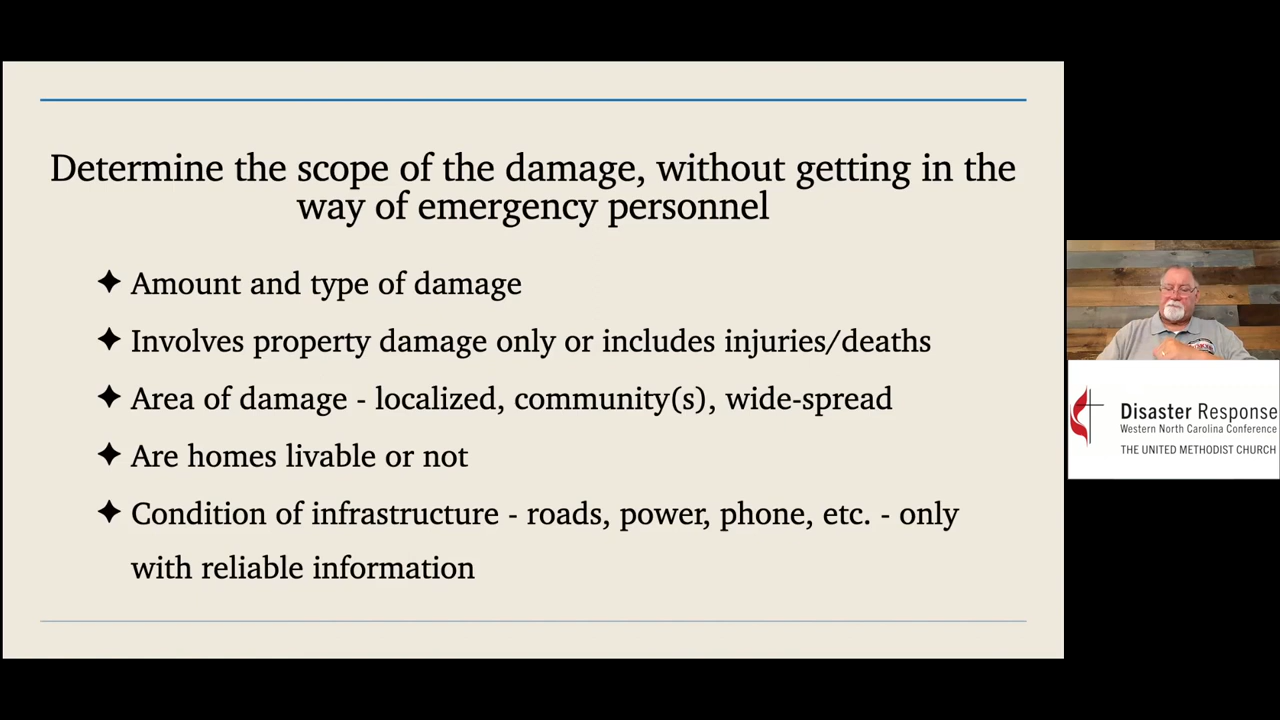 Determine the scope of the damage, without getting in the
way of emergency personnel
✦ Amount and type of damage
✦ Involves property damage only or includes injuries/deaths
✦ Area of damage - localized, community(s), wide-spread
✦ Are homes livable or not
✦ Condition of infrastructure - roads, power, phone, etc. - only
with reliable information
Disaster Response
Western North Carolina Conference
THE UNITED METHODIST CHURCH